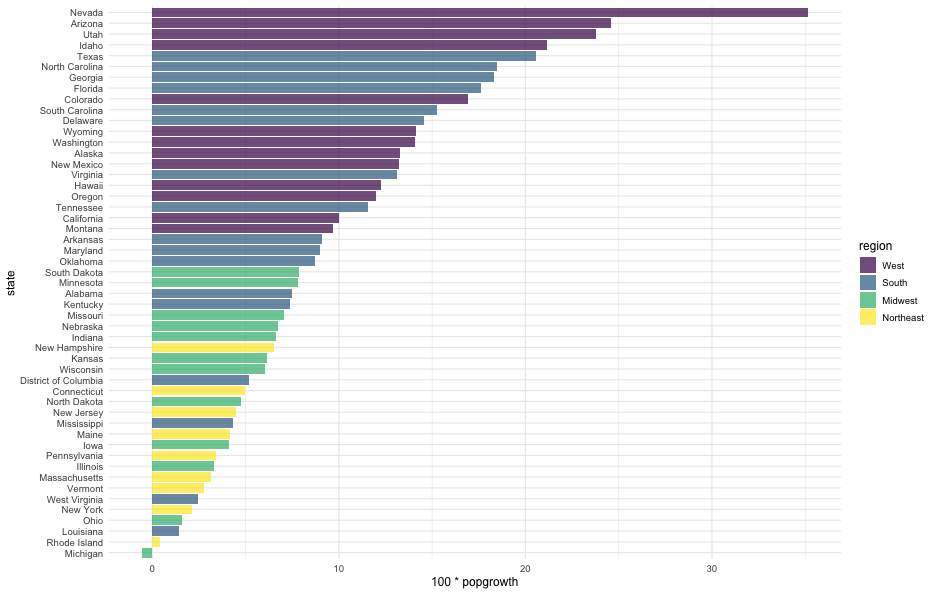 Nevada
Arizona
Utah
Idaho
Texas
North Carolina
Georgia
Florida
Colorado
South Carolina
Delaware
Wyoming
Washington
Alaska
New Mexico
Virginia
Hawaii
Oregon
Tennessee
California
Montana
Arkansas
Maryland
Oklahoma
South Dakota
Minnesota
Alabama
Kentucky
Missouri
Nebraska
Indiana
New Hampshire
Kansas
Wisconsin
District of Columbia
Connecticut
North Dakota
New Jersey
Mississippi
Maine
Iowa
Pennsylvania
Illinois
Massachusetts
Vermont
West Virginia
New York
Ohio
Louisiana
Rhode Island
Michigan
state
0 10 20 30
100 * popgrowth
region
West
South
Midwest
Northeast